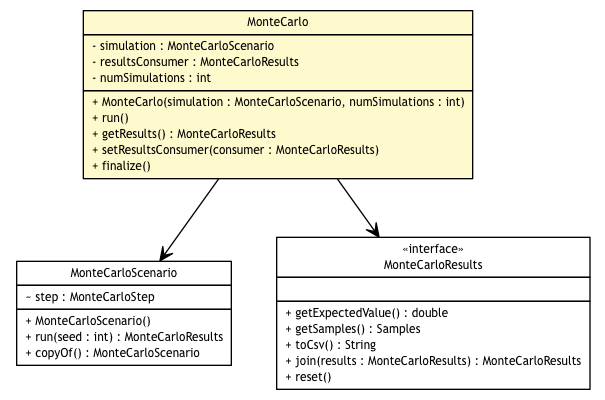 MonteCarlo
- simulation : MonteCarloScenario
- resultsConsumer : MonteCarloResults
- numSimulations : int
+ MonteCarlo(simulation : MonteCarloScenario, numSimulations : int)
+ run()
+ getResults() : MonteCarloResults
+ setResultsConsumer(consumer : MonteCarloResults)
+ finalize()
MonteCarloScenario
~ step : MonteCarloStep
+ MonteCarloScenario()
+ run(seed : int) : MonteCarloResults
+ copyOf() : MonteCarloScenario
«interface»
MonteCarloResults
+ getExpectedValue() : double
+ getSamples() : Samples
+ toCsv() : String
+ join(results : MonteCarloResults) : MonteCarloResults
+ reset()